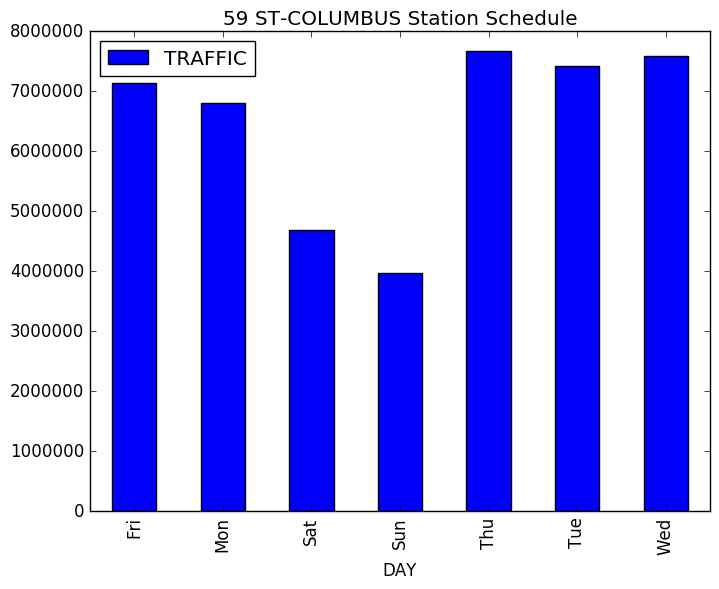 59 ST-COLUMBUS Station Schedule
8000000
TRAFFIC
7000000
6000000
5000000
4000000
3000000
2000000
1000000
0
Fri
Mon
Sat
Sun
Thu
Tue
Wed
DAY